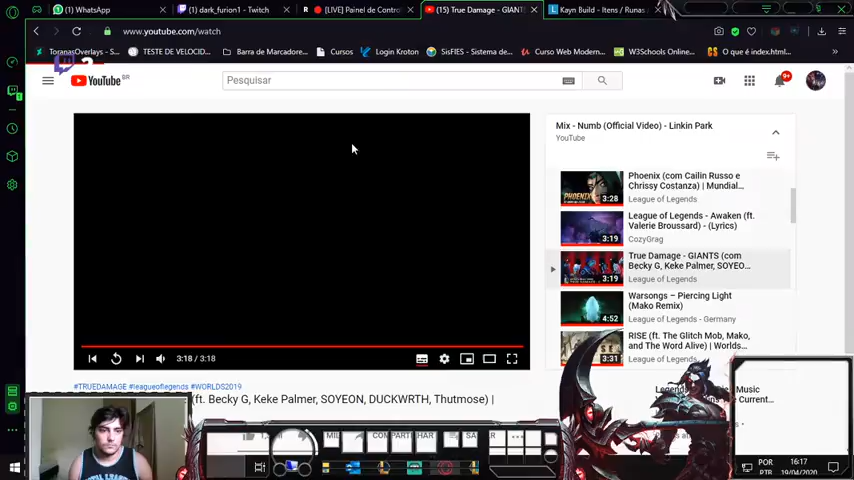 (1) WhatsApp
dark_furion1 - Twitch
[LIVE] Painel de Control
(15) True Damage - GIANT
Kayn Build - Itens / Runas
www.youtube.com/watch
ToranasOverlays - S...
TESTE DE VELOCID...
Barra de Marcadore...
Cursos
Login Kroton
SisFIES - Sistema de...
Curso Web Modern...
W3Schools Online...
O que é index.html...
YouTube BR
Pesquisar
9+
Mix - Numb (Official Video) - Linkin Park
YouTube
Phoenix (com Cailin Russo e
Chrissy Costanza) | Mundial...
League of Legends
PHOENIX
3:28
League of Legends - Awaken (ft.
Valerie Broussard) - (Lyrics)
CozyGrag
3:19
True Damage - GIANTS (com
Becky G, Keke Palmer, SOYEO...
League of Legends
3:19
Warsongs – Piercing Light
(Mako Remix)
League of Legends - Germany
4:52
RISE (ft. The Glitch Mob, Mako,
and The Word Alive) | Worlds...
League of Legends
3:31
3:18 / 3:18
#TRUEDAMAGE #leagueoflegends #WORLDS2019
(ft. Becky G, Keke Palmer, SOYEON, DUCKWRTH, Thutmose) |
Music
Current...
POR
PTB
16:17
19/04/2020